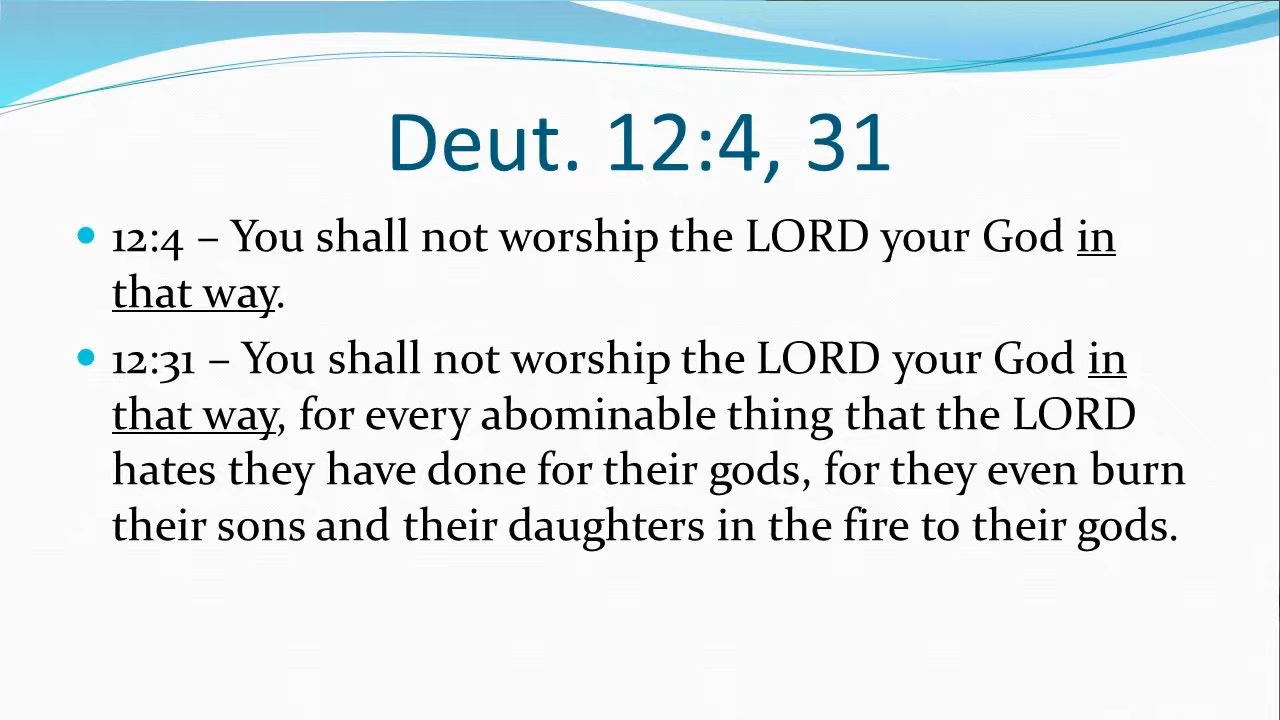 Deut. 12:4, 31
• 12:4 – You shall not worship the LORD your God in
that way.
• 12:31 – You shall not worship the LORD your God in
that way, for every abominable thing that the LORD
hates they have done for their gods, for they even burn
their sons and their daughters in the fire to their gods.